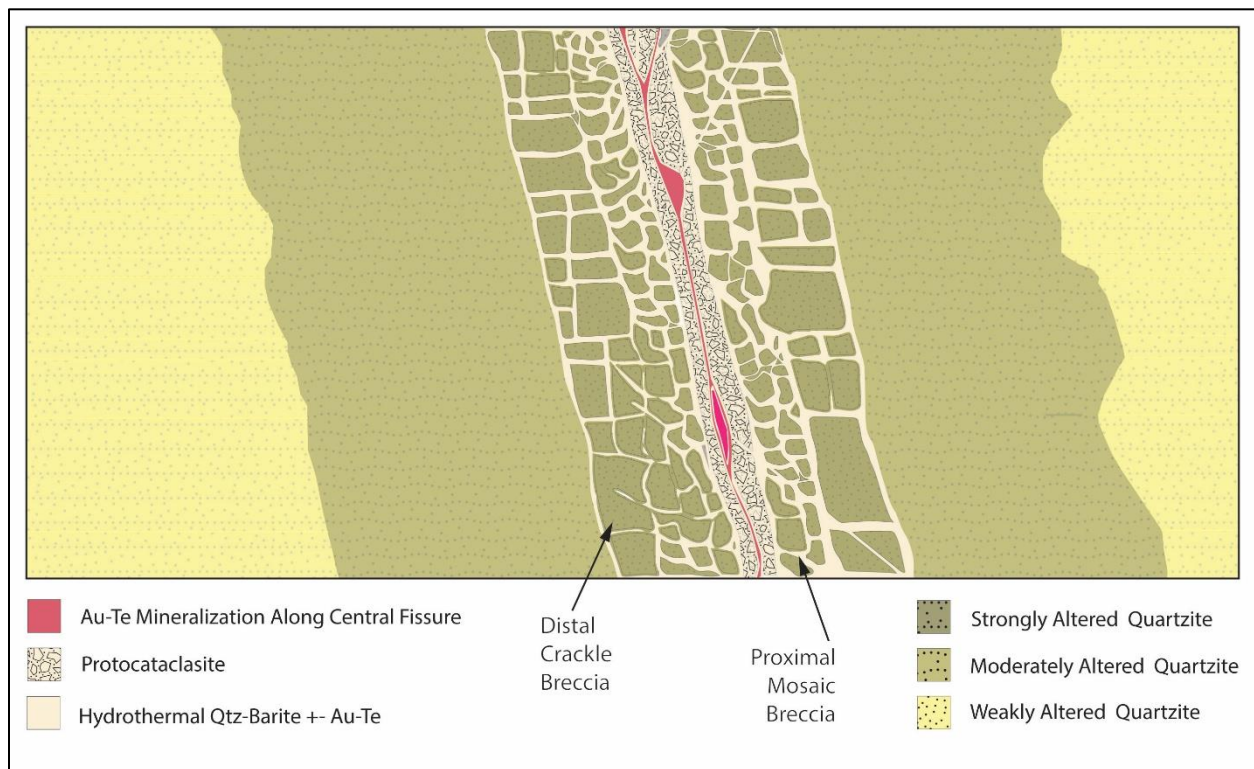 Au-Te Mineralization Along Central Fissure
Protocataclasite
Hydrothermal Qtz-Barite +- Au-Te
Distal
Crackle
Breccia
Proximal
Mosaic
Breccia
Strongly Altered Quartzite
Moderately Altered Quartzite
Weakly Altered Quartzite